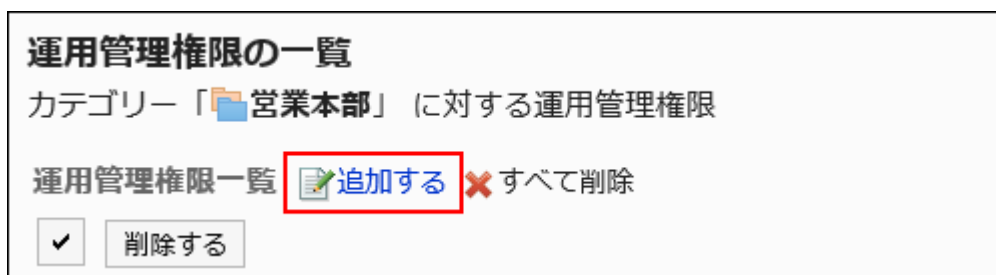 運用管理権限の一覧
カテゴリー「営業本部」 に対する運用管理権限
運用管理権限一覧 追加する すべて削除
削除する